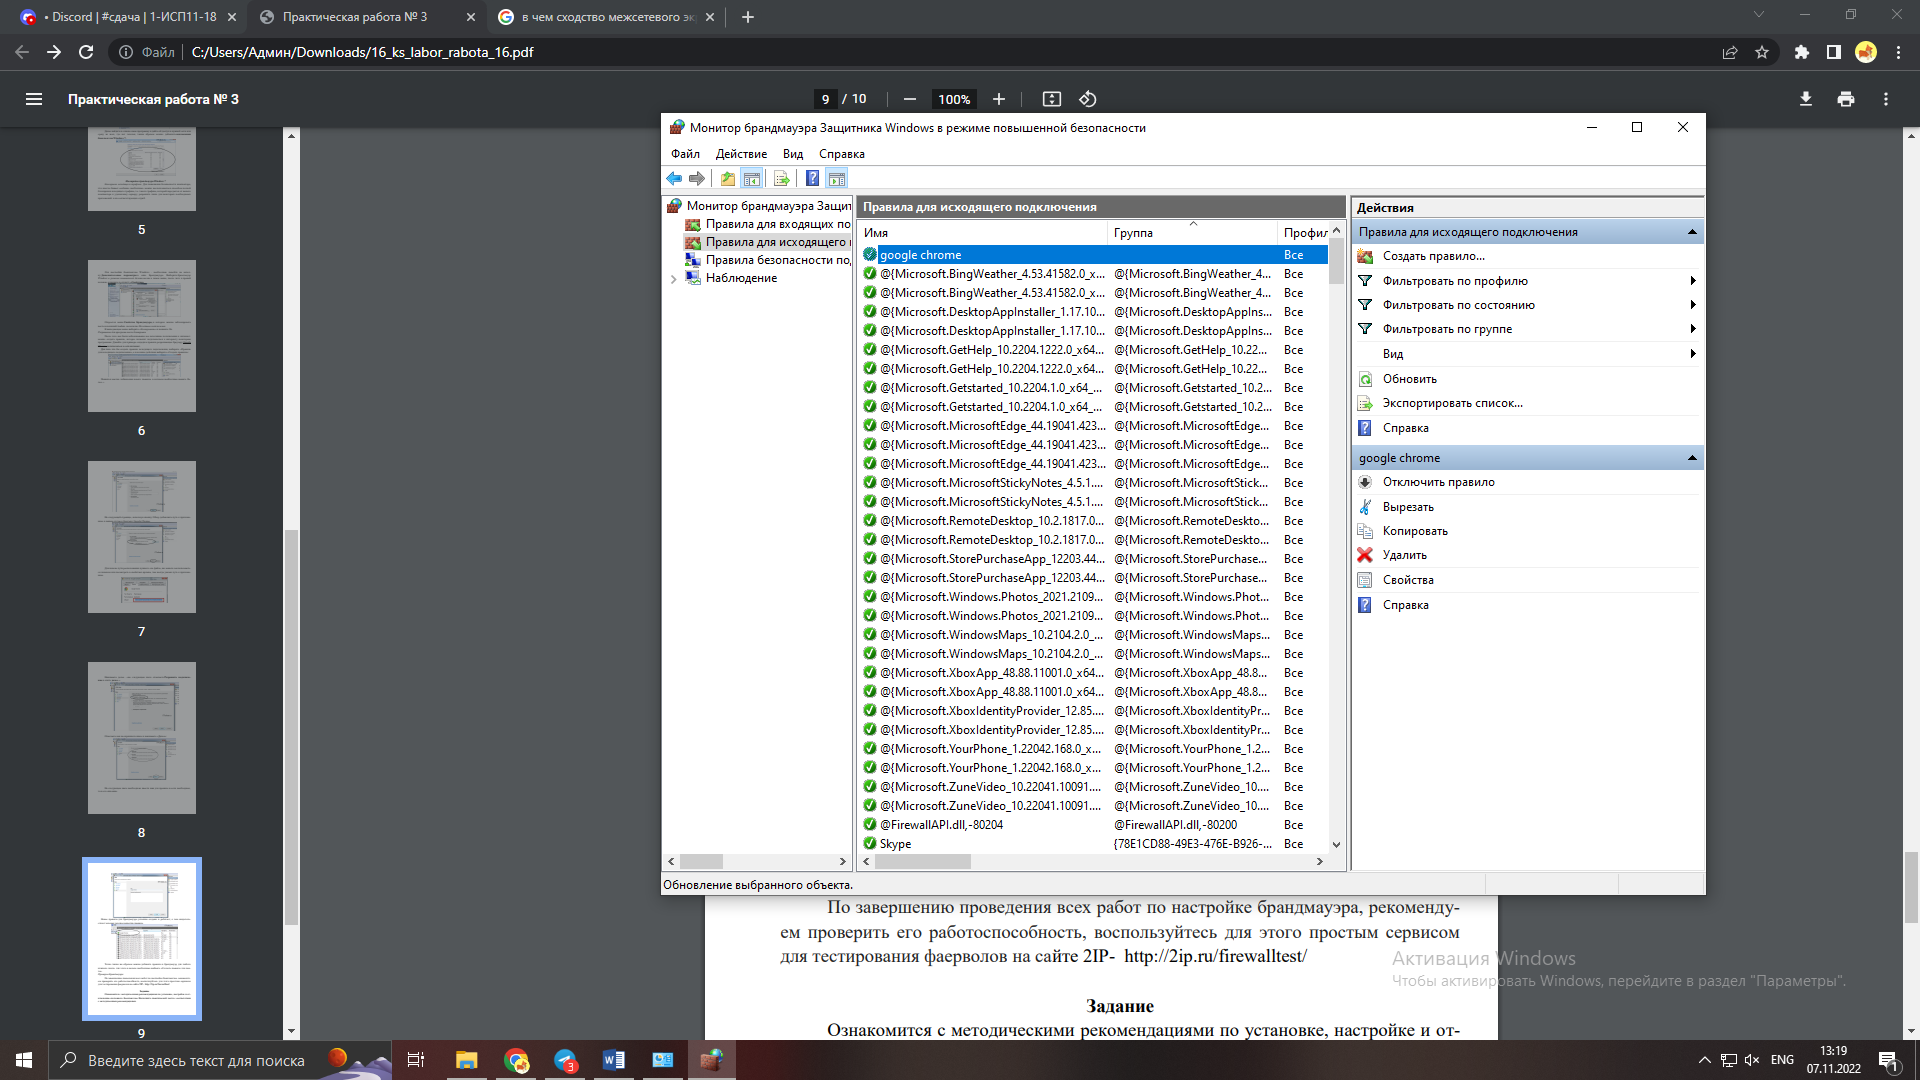 • Discord | #сдача | 1-ИСП11-18
Практическая работа № 3
в чем сходство межсетевого эк
Файл
C:/Users/Админ/Downloads/16_ks_labor_rabota_16.pdf
Практическая работа № 3
9 / 10
100%
5
6
7
8
9
Монитор брандмауэра Защитника Windows в режиме повышенной безопасности
Файл Действие Вид Справка
Монитор брандмауэра Защит
Правила для входящих по
Правила для исходящего
Правила безопасности по
Наблюдение
Правила для исходящего подключения
Имя Группа Профил
google chrome Все
@{Microsoft.BingWeather_4.53.41582.0_x... @{Microsoft.BingWeather_4... Все
@{Microsoft.BingWeather_4.53.41582.0_x... @{Microsoft.BingWeather_4... Все
@{Microsoft.DesktopAppInstaller_1.17.10... @{Microsoft.DesktopAppIns... Все
@{Microsoft.DesktopAppInstaller_1.17.10... @{Microsoft.DesktopAppIns... Все
@{Microsoft.GetHelp_10.2204.1222.0_x64... @{Microsoft.GetHelp_10.22... Все
@{Microsoft.GetHelp_10.2204.1222.0_x64... @{Microsoft.GetHelp_10.22... Все
@{Microsoft.Getstarted_10.2204.1.0_x64_... @{Microsoft.Getstarted_10.2... Все
@{Microsoft.Getstarted_10.2204.1.0_x64_... @{Microsoft.Getstarted_10.2... Все
@{Microsoft.MicrosoftEdge_44.19041.423... @{Microsoft.MicrosoftEdge... Все
@{Microsoft.MicrosoftEdge_44.19041.423... @{Microsoft.MicrosoftEdge... Все
@{Microsoft.MicrosoftEdge_44.19041.423... @{Microsoft.MicrosoftEdge... Все
@{Microsoft.MicrosoftStickyNotes_4.5.1.... @{Microsoft.MicrosoftStick... Все
@{Microsoft.MicrosoftStickyNotes_4.5.1.... @{Microsoft.MicrosoftStick... Все
@{Microsoft.RemoteDesktop_10.2.1817.0... @{Microsoft.RemoteDeskto... Все
@{Microsoft.RemoteDesktop_10.2.1817.0... @{Microsoft.RemoteDeskto... Все
@{Microsoft.StorePurchaseApp_12203.44... @{Microsoft.StorePurchase... Все
@{Microsoft.StorePurchaseApp_12203.44... @{Microsoft.StorePurchase... Все
@{Microsoft.Windows.Photos_2021.2109... @{Microsoft.Windows.Phot... Все
@{Microsoft.Windows.Photos_2021.2109... @{Microsoft.Windows.Phot... Все
@{Microsoft.WindowsMaps_10.2104.2.0_... @{Microsoft.WindowsMaps... Все
@{Microsoft.WindowsMaps_10.2104.2.0_... @{Microsoft.WindowsMaps... Все
@{Microsoft.XboxApp_48.88.11001.0_x64... @{Microsoft.XboxApp_48.8... Все
@{Microsoft.XboxApp_48.88.11001.0_x64... @{Microsoft.XboxApp_48.8... Все
@{Microsoft.XboxIdentityProvider_12.85.... @{Microsoft.XboxIdentityPr... Все
@{Microsoft.XboxIdentityProvider_12.85.... @{Microsoft.XboxIdentityPr... Все
@{Microsoft.YourPhone_1.22042.168.0_x... @{Microsoft.YourPhone_1.2... Все
@{Microsoft.YourPhone_1.22042.168.0_x... @{Microsoft.YourPhone_1.2... Все
@{Microsoft.ZuneVideo_10.22041.10091.... @{Microsoft.ZuneVideo_10.... Все
@{Microsoft.ZuneVideo_10.22041.10091.... @{Microsoft.ZuneVideo_10.... Все
@FirewallAPI.dll,-80204 @FirewallAPI.dll,-80200 Все
Skype {78E1CD88-49E3-476E-B926-... Все
Действия
Правила для исходящего подключения
Создать правило...
Фильтровать по профилю
Фильтровать по состоянию
Фильтровать по группе
Вид
Обновить
Экспортировать список...
Справка
google chrome
Отключить правило
Вырезать
Копировать
Удалить
Свойства
Справка
Обновление выбранного объекта.
По завершению проведения всех работ по настройке брандмауэра, рекоменду-
ем проверить его работоспособность, воспользуйтесь для этого простым сервисом
для тестирования фаерволов на сайте 2IP- http://2ip.ru/firewalltest/
Задание
Ознакомится с методическими рекомендациями по установке, настройке и от-
Активация Windows
Чтобы активировать Windows, перейдите в раздел "Параметры".
Введите здесь текст для поиска
3
ENG
13:19
07.11.2022
1